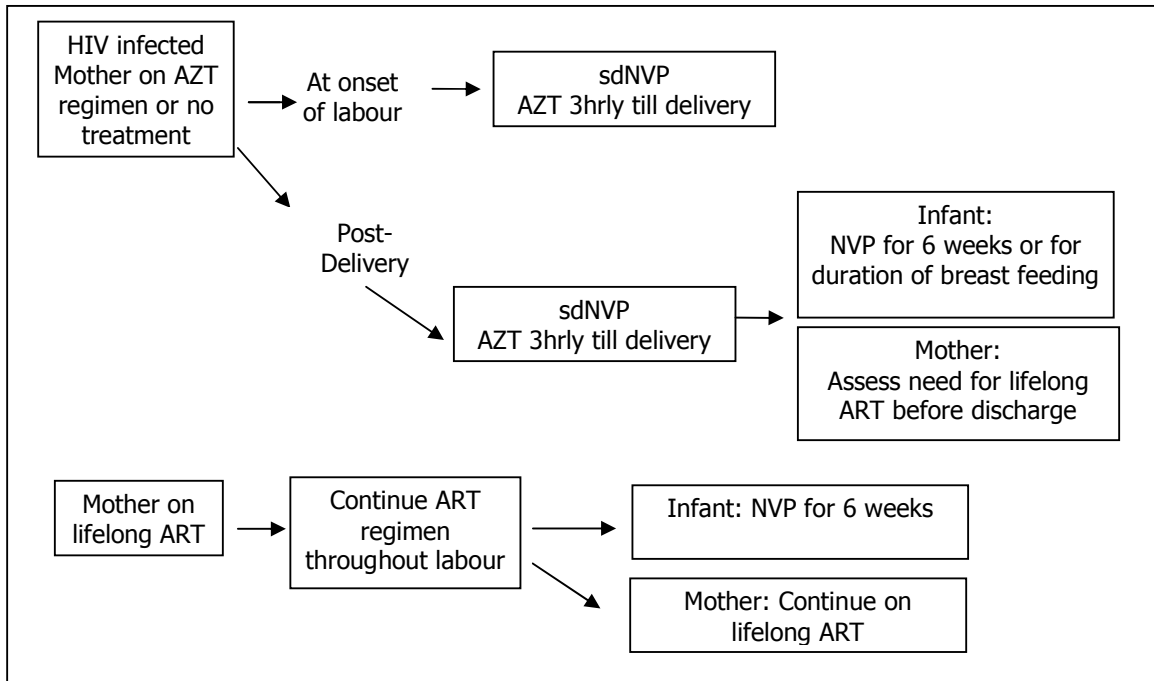 HIV infected
Mother on AZT
regimen or no
treatment
At onset
of labour
sdNVP
AZT 3hrly till delivery
Post-
Delivery
sdNVP
AZT 3hrly till delivery
Infant:
NVP for 6 weeks or for
duration of breast feeding
Mother:
Assess need for lifelong
ART before discharge
Mother on
lifelong ART
Continue ART
regimen
throughout labour
Infant: NVP for 6 weeks
Mother: Continue on
lifelong ART